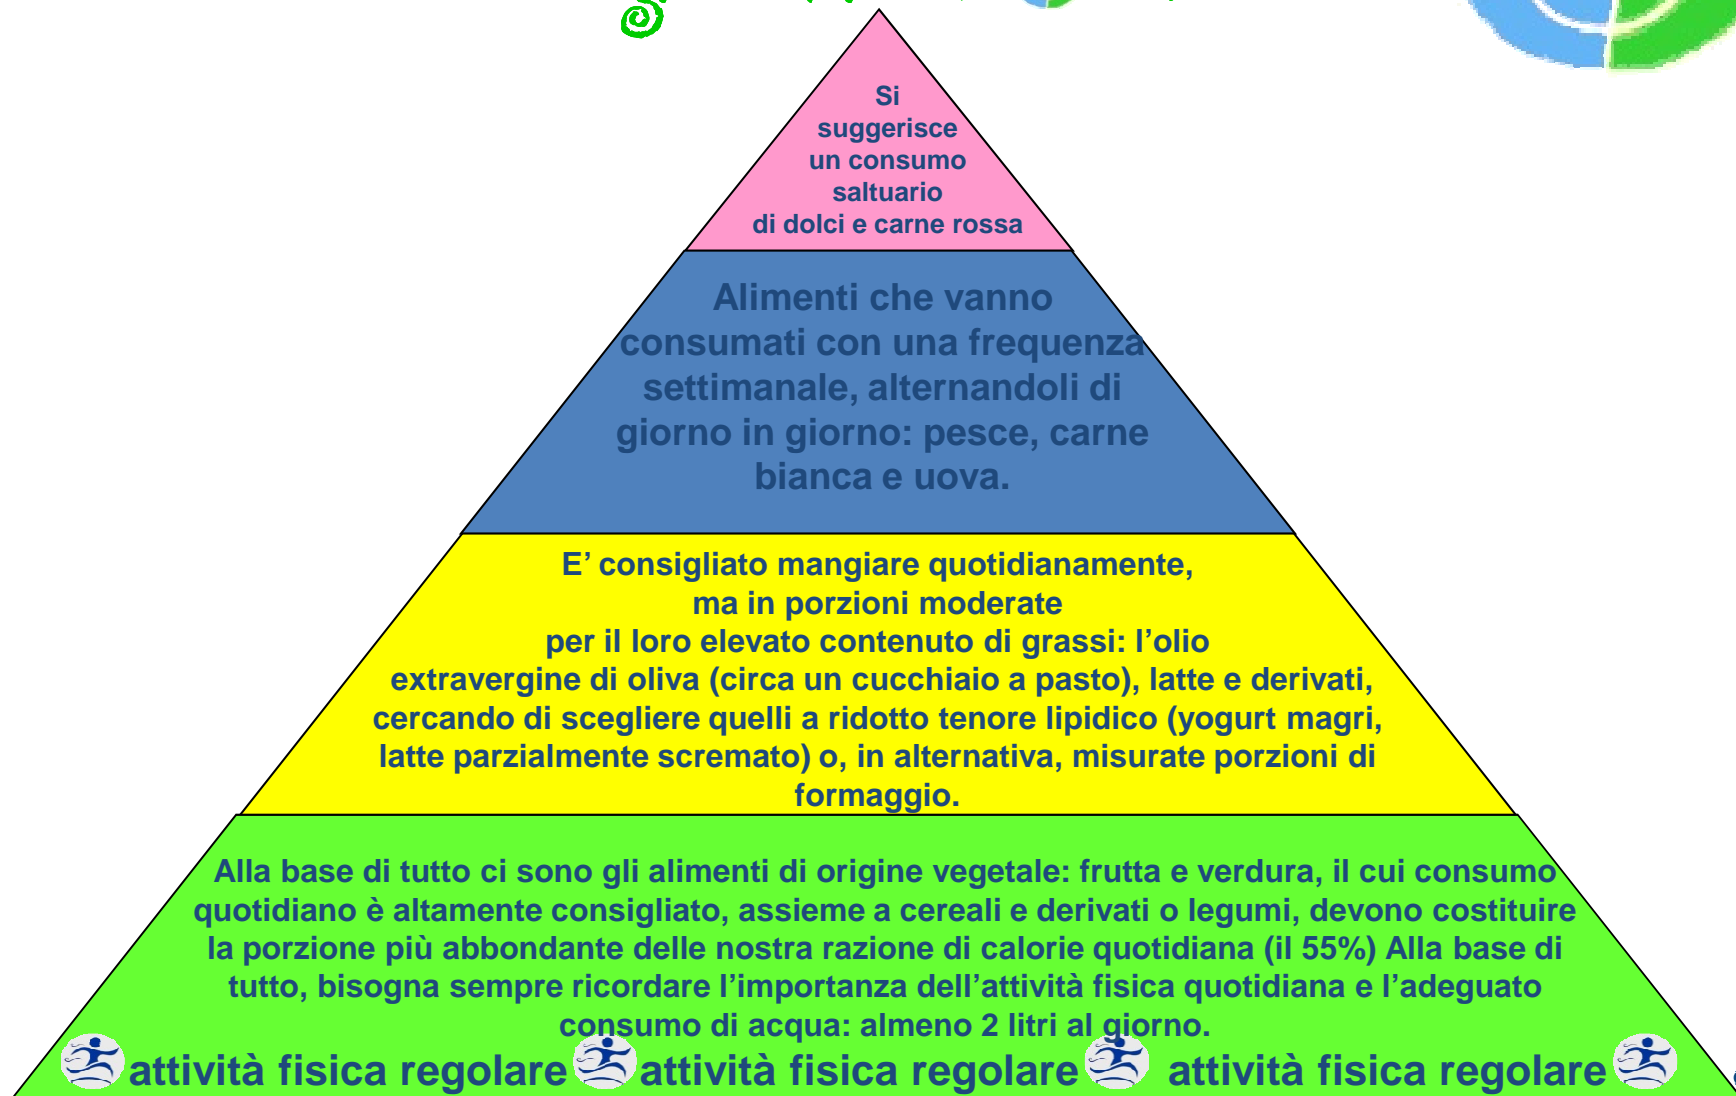 Si
suggerisce
un consumo
saltuario
di dolci e carne rossa
Alimenti che vanno
consumati con una frequenza
settimanale, alternandoli di
giorno in giorno: pesce, carne
bianca e uova.
E’ consigliato mangiare quotidianamente,
ma in porzioni moderate
per il loro elevato contenuto di grassi: l’olio
extravergine di oliva (circa un cucchiaio a pasto), latte e derivati,
cercando di scegliere quelli a ridotto tenore lipidico (yogurt magri,
latte parzialmente scremato) o, in alternativa, misurate porzioni di
formaggio.
Alla base di tutto ci sono gli alimenti di origine vegetale: frutta e verdura, il cui consumo
quotidiano è altamente consigliato, assieme a cereali e derivati o legumi, devono costituire
la porzione più abbondante delle nostra razione di calorie quotidiana (il 55%) Alla base di
tutto, bisogna sempre ricordare l’importanza dell’attività fisica quotidiana e l’adeguato
consumo di acqua: almeno 2 litri al giorno.
attività fisica regolare attività fisica regolare attività fisica regolare